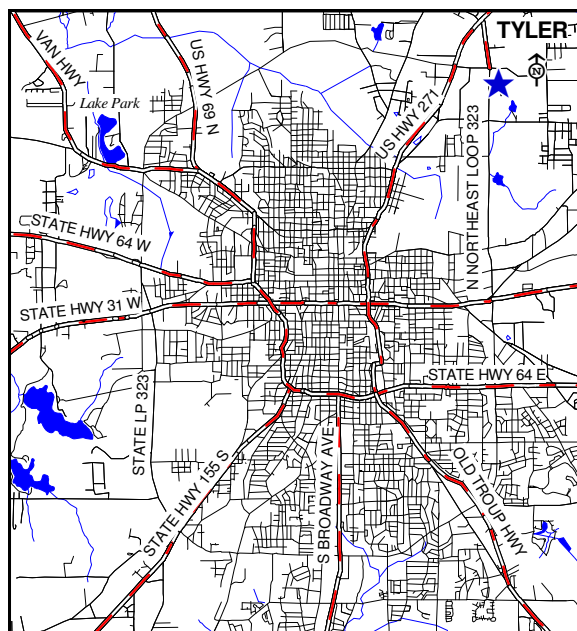 TYLER
VAN HWY
US HWY 69 N
N
Lake Park
US HWY 271
N NORTHEAST LOOP 323
STATE HWY 64 W
STATE HWY 31 W
STATE HWY 64 E
STATE LP 323
STATE HWY 155 S
S BROADWAY AVE
OLD TROUP HWY